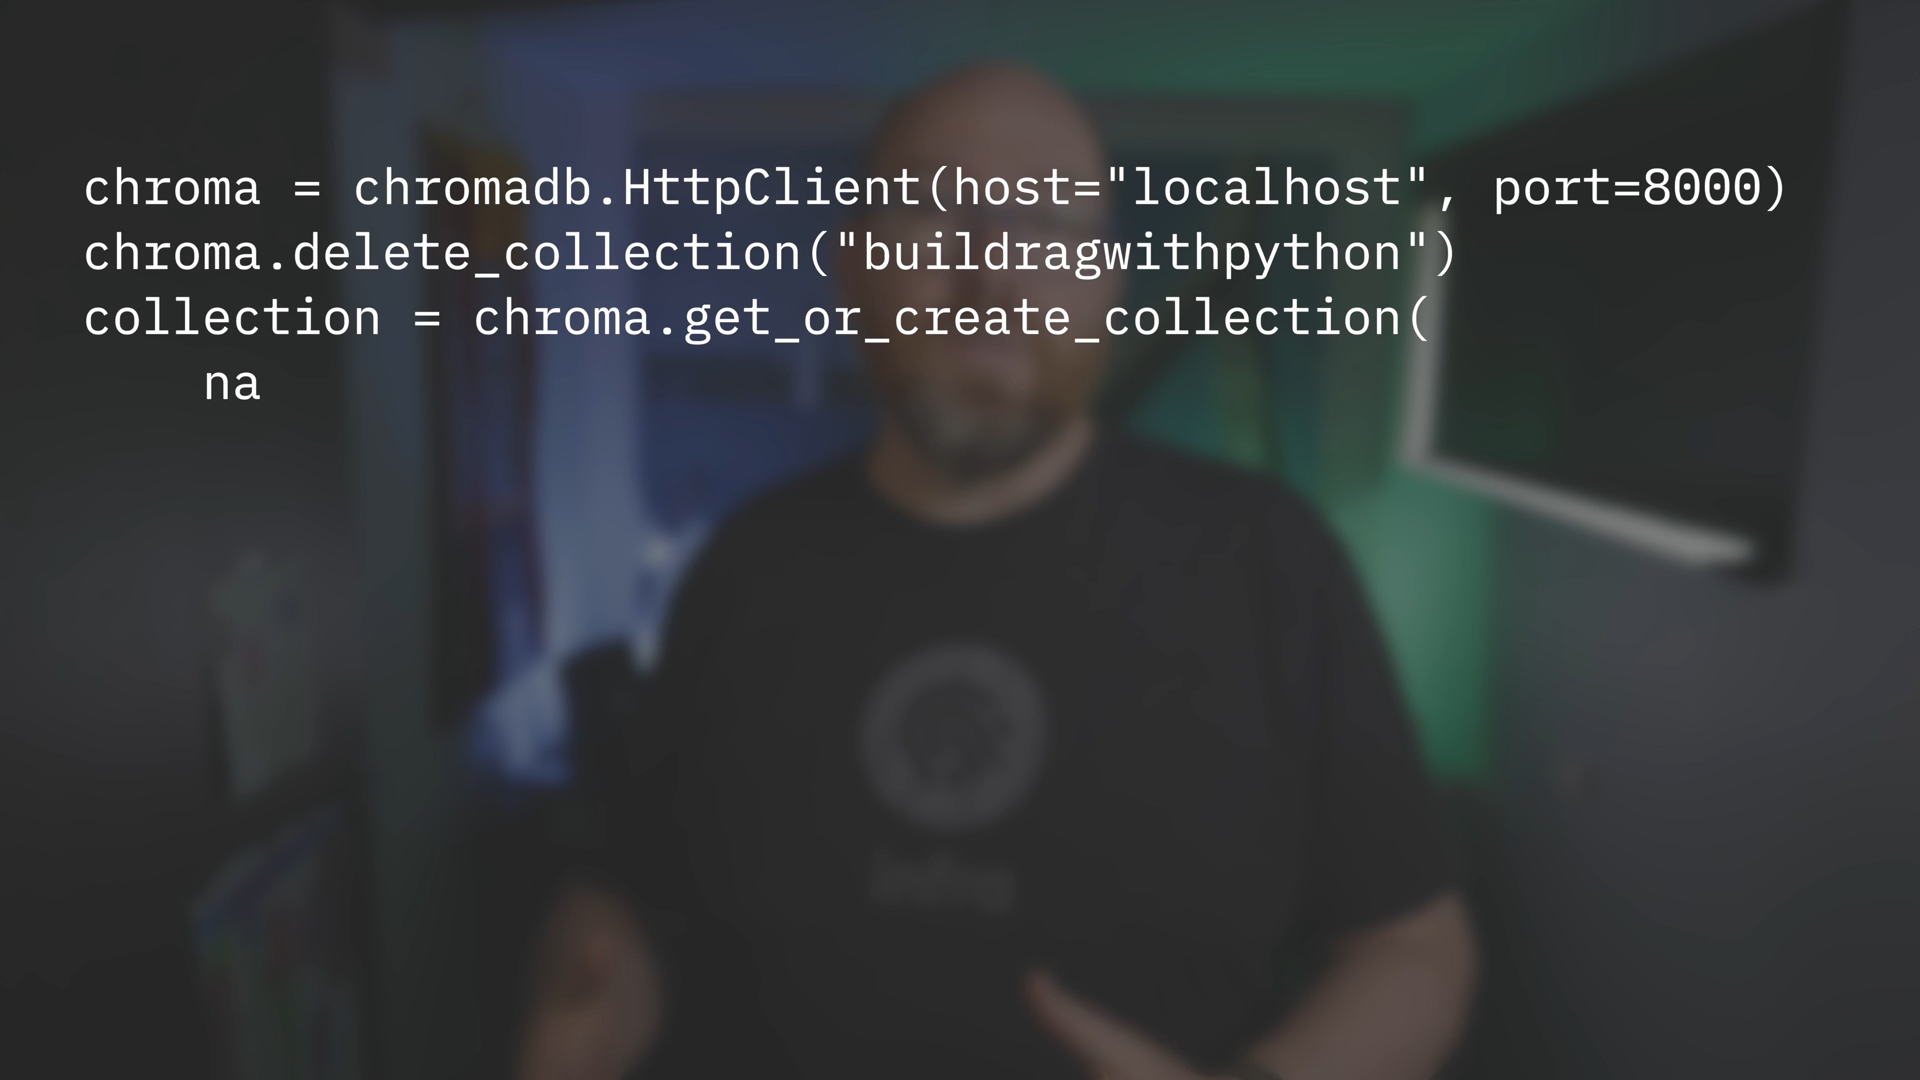 chroma = chromadb.HttpClient(host="localhost", port=8000)
chroma.delete_collection("buildragwithpython")
collection = chroma.get_or_create_collection(
    na